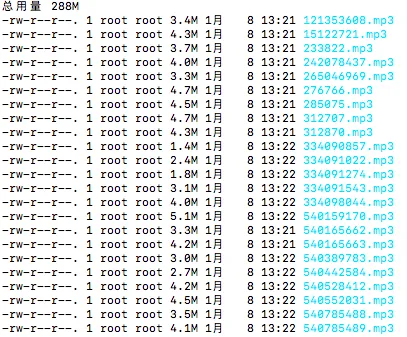 总用量 288M
-rw-r--r--. 1 root root 3.4M 1月   8 13:21 121353608.mp3
-rw-r--r--. 1 root root 4.3M 1月   8 13:21 15122721.mp3
-rw-r--r--. 1 root root 3.7M 1月   8 13:21 233822.mp3
-rw-r--r--. 1 root root 4.0M 1月   8 13:21 242078437.mp3
-rw-r--r--. 1 root root 3.3M 1月   8 13:21 265046969.mp3
-rw-r--r--. 1 root root 4.7M 1月   8 13:21 276766.mp3
-rw-r--r--. 1 root root 4.5M 1月   8 13:21 285075.mp3
-rw-r--r--. 1 root root 4.7M 1月   8 13:21 312707.mp3
-rw-r--r--. 1 root root 4.3M 1月   8 13:21 312870.mp3
-rw-r--r--. 1 root root 1.4M 1月   8 13:22 334090857.mp3
-rw-r--r--. 1 root root 2.4M 1月   8 13:22 334091022.mp3
-rw-r--r--. 1 root root 1.8M 1月   8 13:22 334091274.mp3
-rw-r--r--. 1 root root 3.1M 1月   8 13:22 334091543.mp3
-rw-r--r--. 1 root root 4.0M 1月   8 13:22 334098044.mp3
-rw-r--r--. 1 root root 5.1M 1月   8 13:22 540159170.mp3
-rw-r--r--. 1 root root 3.3M 1月   8 13:21 540165662.mp3
-rw-r--r--. 1 root root 4.2M 1月   8 13:21 540165663.mp3
-rw-r--r--. 1 root root 3.0M 1月   8 13:22 540389783.mp3
-rw-r--r--. 1 root root 2.7M 1月   8 13:21 540442584.mp3
-rw-r--r--. 1 root root 4.2M 1月   8 13:22 540528412.mp3
-rw-r--r--. 1 root root 4.5M 1月   8 13:22 540552031.mp3
-rw-r--r--. 1 root root 3.5M 1月   8 13:22 540785488.mp3
-rw-r--r--. 1 root root 4.1M 1月   8 13:22 540785489.mp3